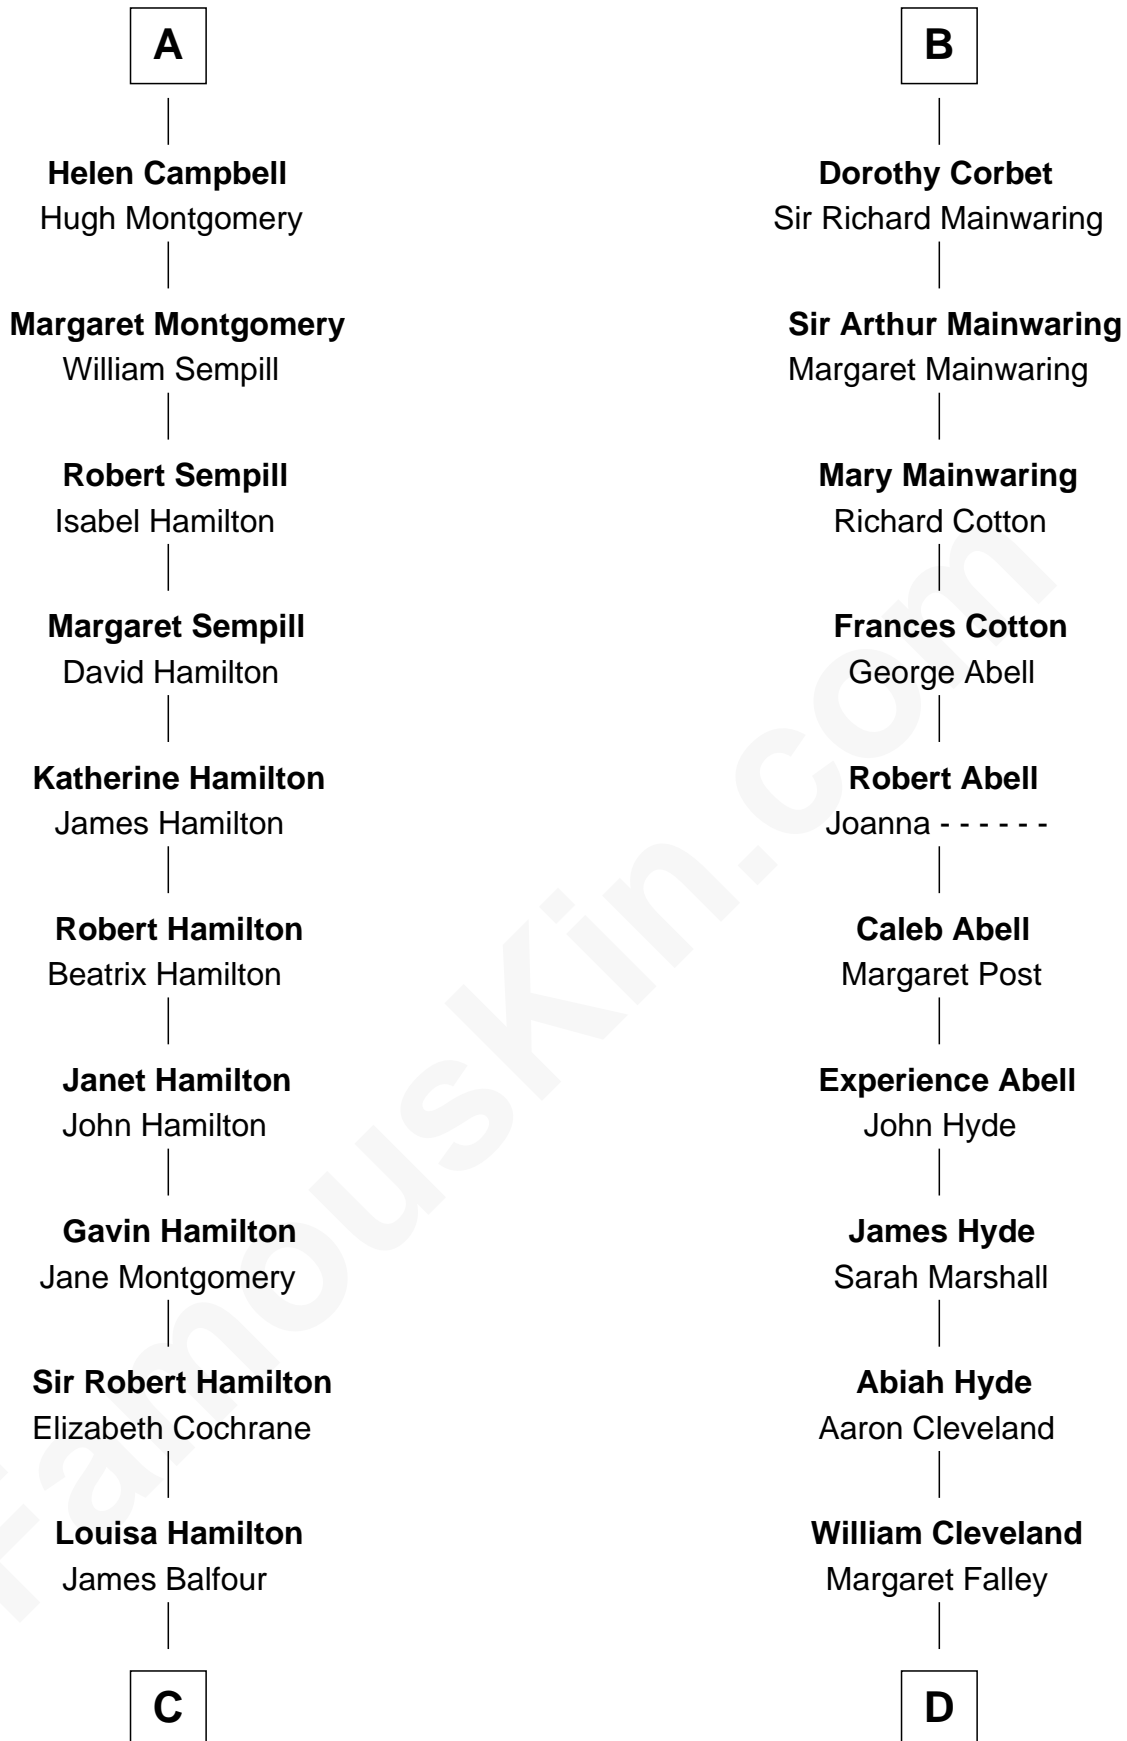 A
Helen Campbell
Hugh Montgomery
Margaret Montgomery
William Sempill
Robert Sempill
Isabel Hamilton
Margaret Sempill
David Hamilton
Katherine Hamilton
James Hamilton
Robert Hamilton
Beatrix Hamilton
Janet Hamilton
John Hamilton
Gavin Hamilton
Jane Montgomery
Sir Robert Hamilton
Elizabeth Cochrane
Louisa Hamilton
James Balfour
C
B
Dorothy Corbet
Sir Richard Mainwaring
Sir Arthur Mainwaring
Margaret Mainwaring
Mary Mainwaring
Richard Cotton
Frances Cotton
George Abell
Robert Abell
Joanna - - - - - -
Caleb Abell
Margaret Post
Experience Abell
John Hyde
James Hyde
Sarah Marshall
Abiah Hyde
Aaron Cleveland
William Cleveland
Margaret Falley
D
FamousKin.com